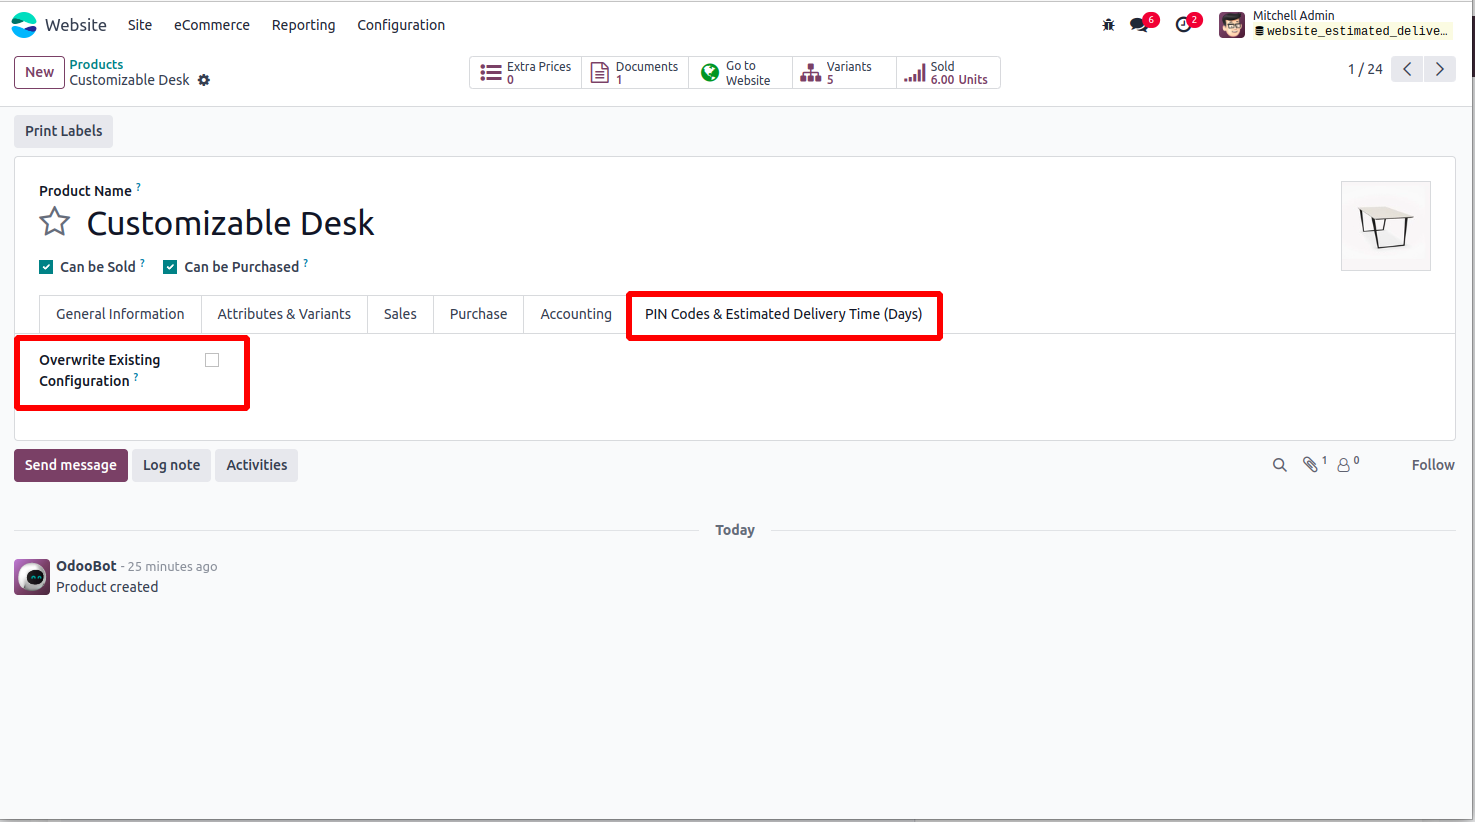 Website Site eCommerce Reporting Configuration 6 2 Mitchell Admin
website_estimated_delive…
New Products
Customizable Desk
Extra Prices
0
Documents
1
Go to
Website
Variants
5
Sold
6.00 Units
1 / 24
Print Labels
Product Name ?
Customizable Desk
Can be Sold ? Can be Purchased ?
General Information Attributes & Variants Sales Purchase Accounting PIN Codes & Estimated Delivery Time (Days)
Overwrite Existing
Configuration ?
Send message Log note Activities 1 0 Follow
Today
OdooBot - 25 minutes ago
Product created